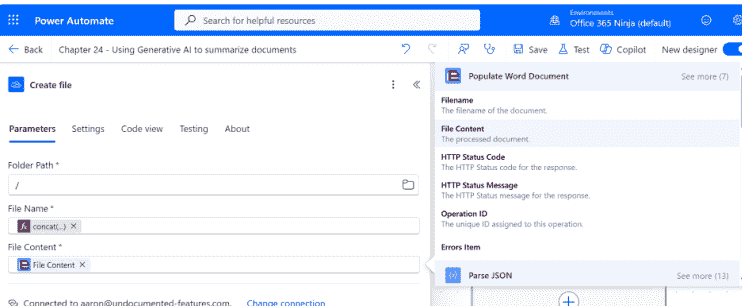 Power Automate
Search for helpful resources
Environments
Office 365 Ninja (default)
Back
Chapter 24 - Using Generative AI to summarize documents
Save
Test
Copilot
New designer
Create file
Parameters
Settings
Code view
Testing
About
Folder Path *
/
File Name *
fx concat(...) ×
File Content *
File Content ×
Connected to aaron@undocumented-features.com.
Change connection
Populate Word Document
See more (7)
Filename
The filename of the document.
File Content
The processed document.
HTTP Status Code
The HTTP Status code for the response.
HTTP Status Message
The HTTP Status message for the response.
Operation ID
The unique ID assigned to this operation.
Errors Item
Parse JSON
See more (13)